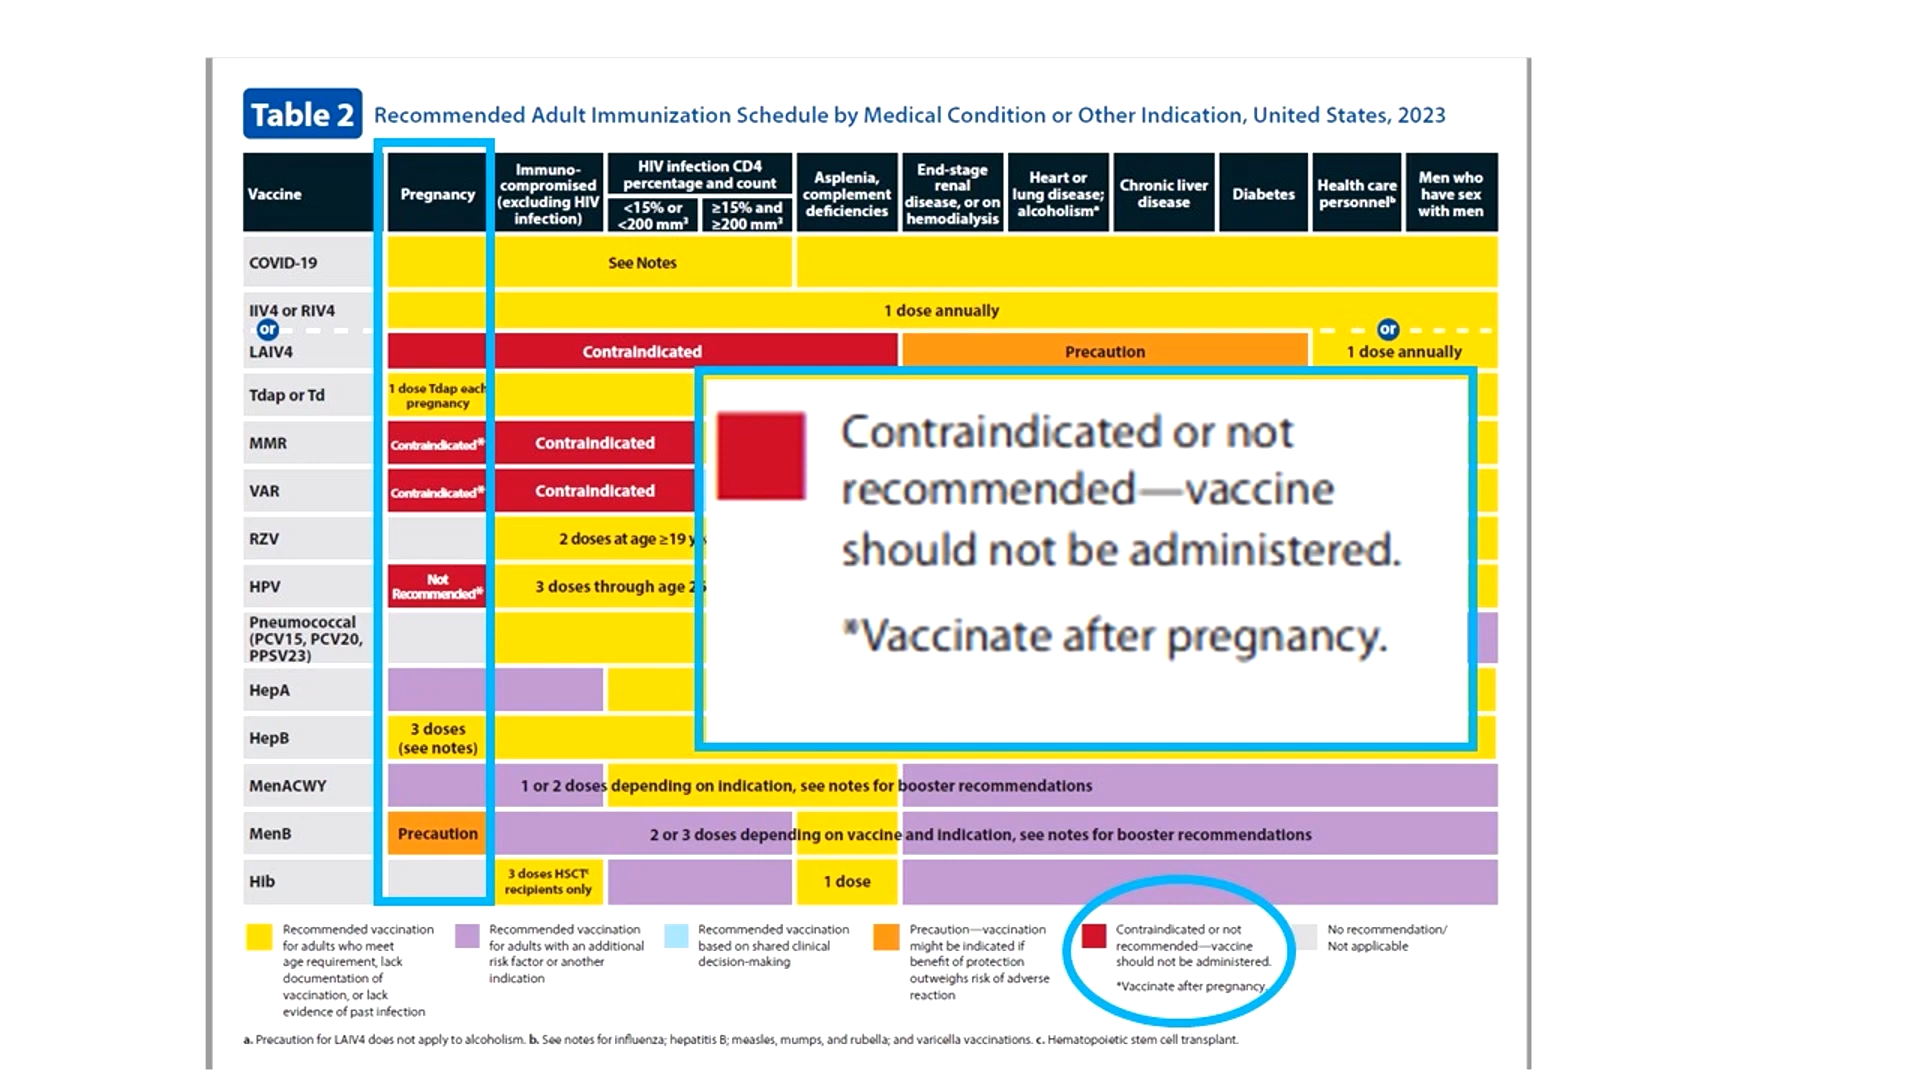 Table 2 Recommended Adult Immunization Schedule by Medical Condition or Other Indication, United States, 2023
Vaccine
Pregnancy
Immuno-
compromised
(excluding HIV
infection)
HIV infection CD4
percentage and count
<15% or
<200 mm³
≥15% and
≥200 mm³
Asplenia,
complement
deficiencies
End-stage
renal
disease, or on
hemodialysis
Heart or
lung disease;
alcoholismᵃ
Chronic liver
disease
Diabetes
Health care
personnelᵇ
Men who
have sex
with men
COVID-19
See Notes
IIV4 or RIV4
1 dose annually
or
or
LAIV4
Contraindicated
Precaution
1 dose annually
Tdap or Td
1 dose Tdap each
pregnancy
MMR
Contraindicated*
Contraindicated
VAR
Contraindicated*
Contraindicated
RZV
2 doses at age ≥19
HPV
Not
Recommended*
3 doses through age
Pneumococcal
(PCV15, PCV20,
PPSV23)
HepA
HepB
3 doses
(see notes)
Contraindicated or not
recommended—vaccine
should not be administered.
*Vaccinate after pregnancy.
MenACWY
1 or 2 doses depending on indication, see notes for booster recommendations
MenB
Precaution
2 or 3 doses depending on vaccine and indication, see notes for booster recommendations
Hib
3 doses HSCTᶜ
recipients only
1 dose
Recommended vaccination
for adults who meet
age requirement, lack
documentation of
vaccination, or lack
evidence of past infection
Recommended vaccination
for adults with an additional
risk factor or another
indication
Recommended vaccination
based on shared clinical
decision-making
Precaution—vaccination
might be indicated if
benefit of protection
outweighs risk of adverse
reaction
Contraindicated or not
recommended—vaccine
should not be administered.
*Vaccinate after pregnancy.
No recommendation/
Not applicable
a. Precaution for LAIV4 does not apply to alcoholism. b. See notes for influenza; hepatitis B; measles, mumps, and rubella; and varicella vaccinations. c. Hematopoietic stem cell transplant.